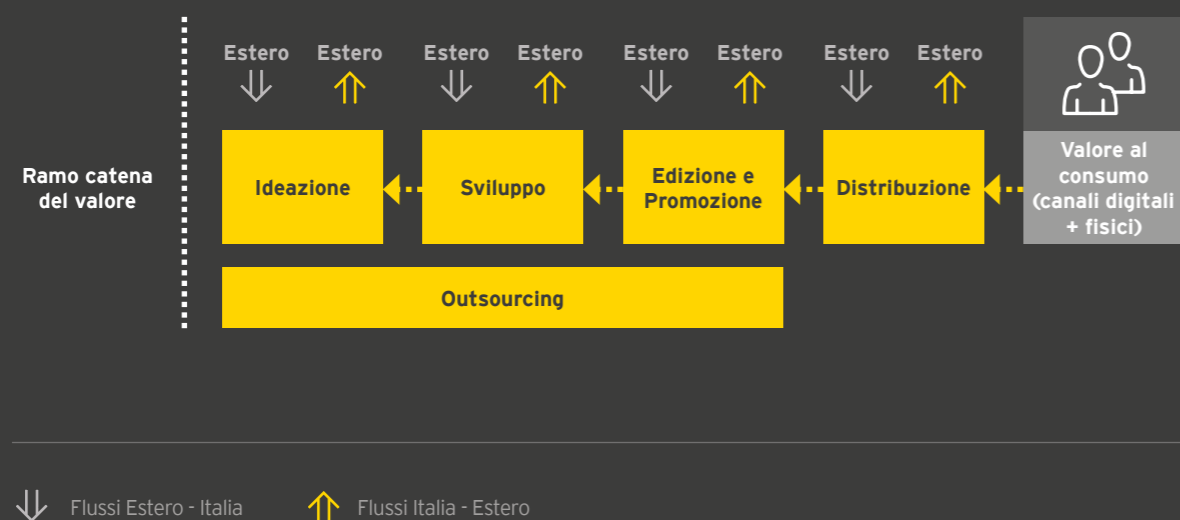 Estero Estero Estero Estero Estero Estero Estero Estero
Ramo catena
del valore
Ideazione
Sviluppo
Edizione e
Promozione
Distribuzione
Valore al
consumo
(canali digitali
+ fisici)
Outsourcing
Flussi Estero - Italia
Flussi Italia - Estero